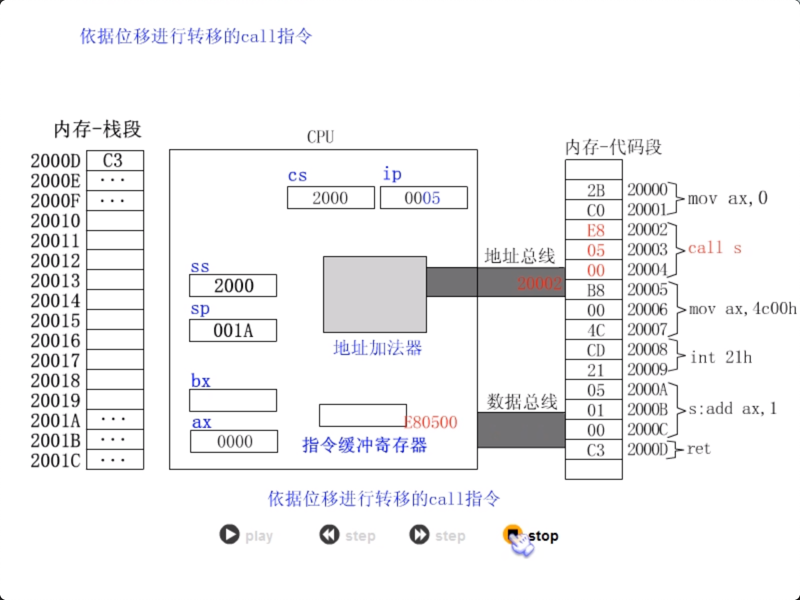 依据位移进行转移的call指令
内存-栈段
CPU
内存-代码段
2000D C3
2000E ···
2000F ···
20010
20011
20012
20013
20014
20015
20016
20017
20018
20019
2001A ···
2001B ···
2001C ···
cs ip
2000 0005
ss
2000
sp
001A
bx
ax
0000
地址加法器
E80500
指令缓冲寄存器
地址总线
20002
数据总线
2B 20000
C0 20001
mov ax,0
E8 20002
05 20003
00 20004
call s
B8 20005
00 20006
4C 20007
mov ax,4c00h
CD 20008
21 20009
int 21h
05 2000A
01 2000B
00 2000C
s:add ax,1
C3 2000D
ret
依据位移进行转移的call指令
play step step stop